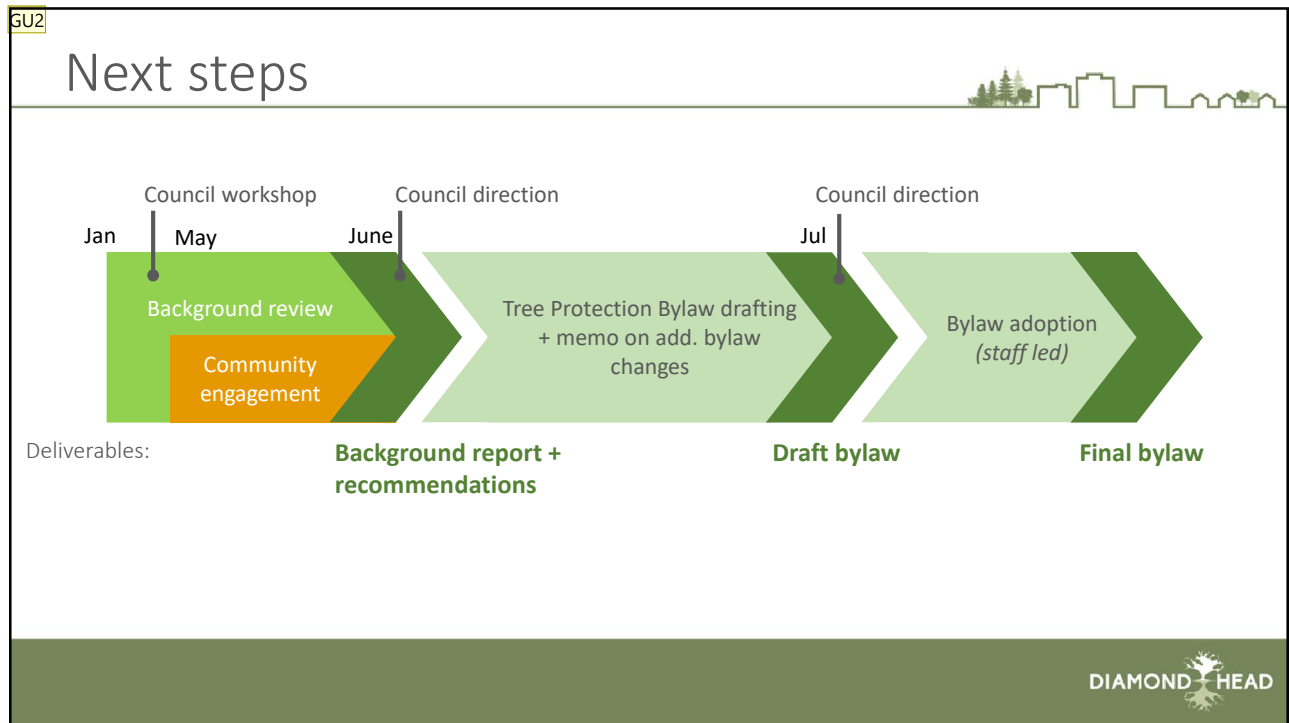 GU2
Next steps
Council workshop
Council direction
Council direction
Jan
May
June
Jul
Background review
Community
engagement
Tree Protection Bylaw drafting
+ memo on add. bylaw
changes
Bylaw adoption
(staff led)
Deliverables:
Background report +
recommendations
Draft bylaw
Final bylaw
DIAMOND HEAD